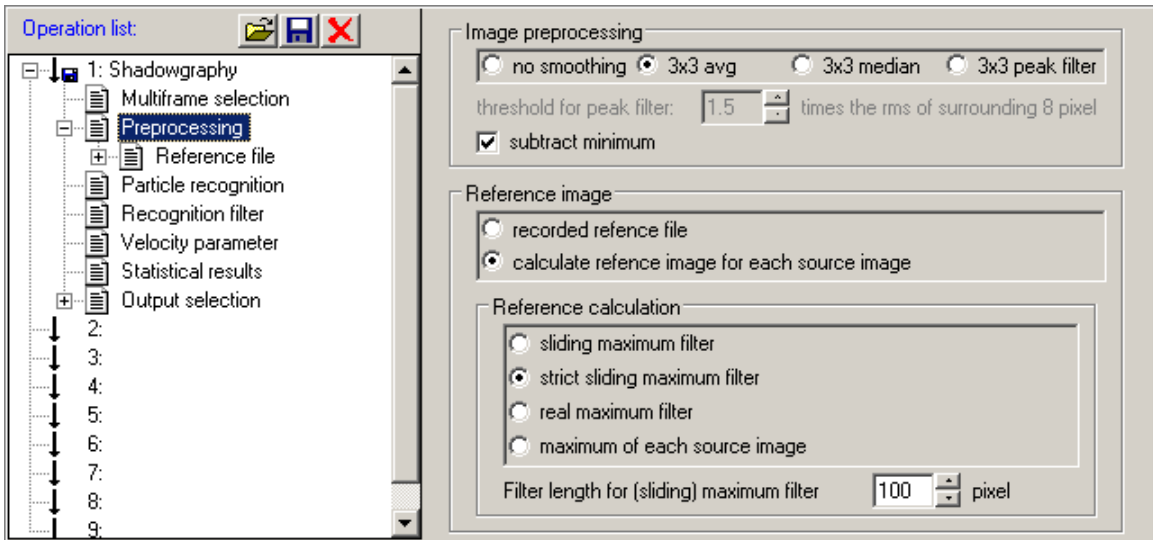 Operation list:
1: Shadowgraphy
Multiframe selection
Preprocessing
Reference file
Particle recognition
Recognition filter
Velocity parameter
Statistical results
Output selection
2:
3:
4:
5:
6:
7:
8:
9:
Image preprocessing
no smoothing 3x3 avg 3x3 median 3x3 peak filter
threshold for peak filter: 1.5 times the rms of surrounding 8 pixel
subtract minimum
Reference image
recorded refence file
calculate refence image for each source image
Reference calculation
sliding maximum filter
strict sliding maximum filter
real maximum filter
maximum of each source image
Filter length for (sliding) maximum filter 100 pixel